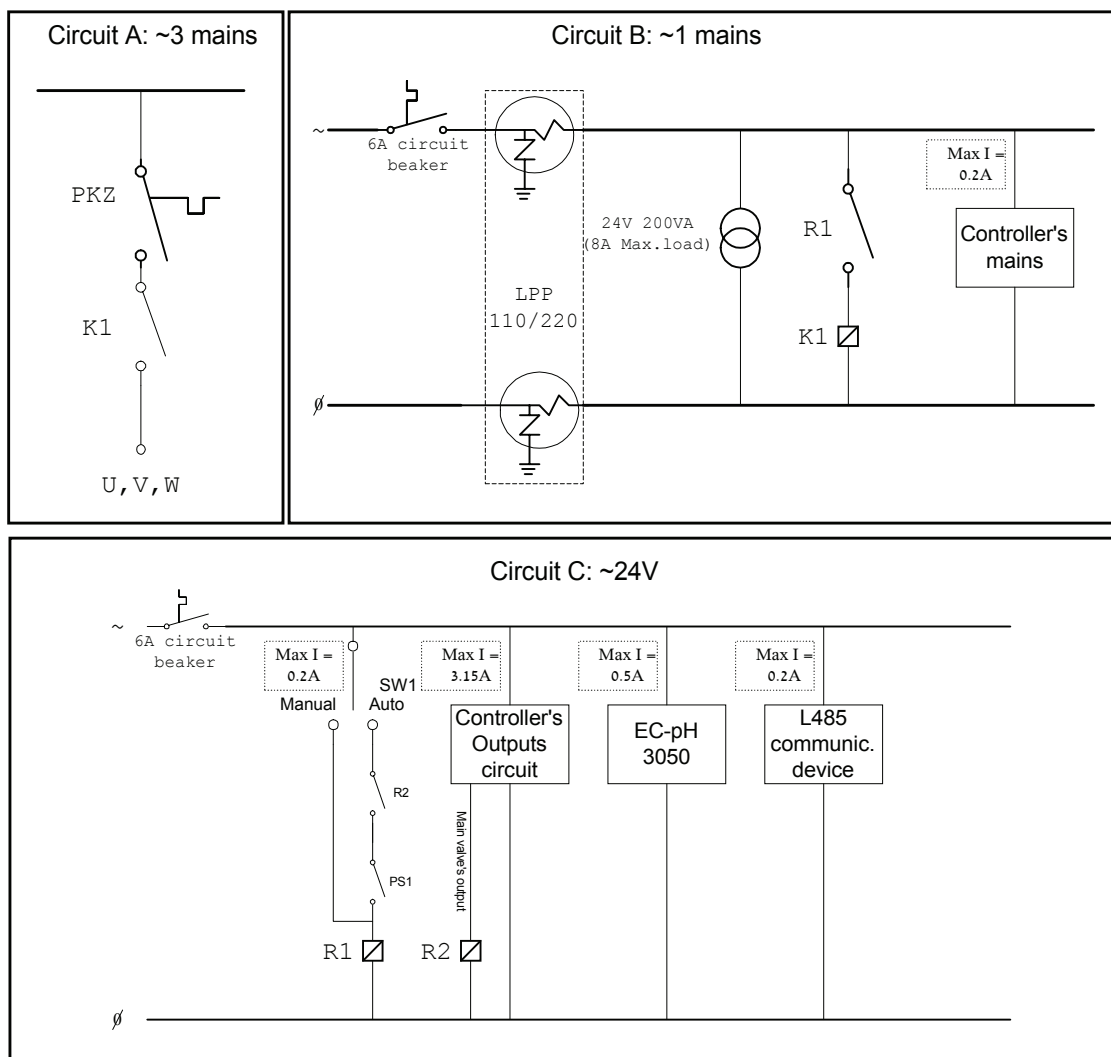 Circuit A: ~3 mains
PKZ
K1
U,V,W
Circuit B: ~1 mains
~
6A circuit
beaker
LPP
110/220
24V 200VA
(8A Max.load)
R1
K1
Max I =
0.2A
Controller's
mains
ø
Circuit C: ~24V
~
6A circuit
beaker
Max I =
0.2A
Manual
SW1
Auto
R2
PS1
R1
Max I =
3.15A
Controller's
Outputs
circuit
Main valve's output
R2
Max I =
0.5A
EC-pH
3050
Max I =
0.2A
L485
communic.
device
ø